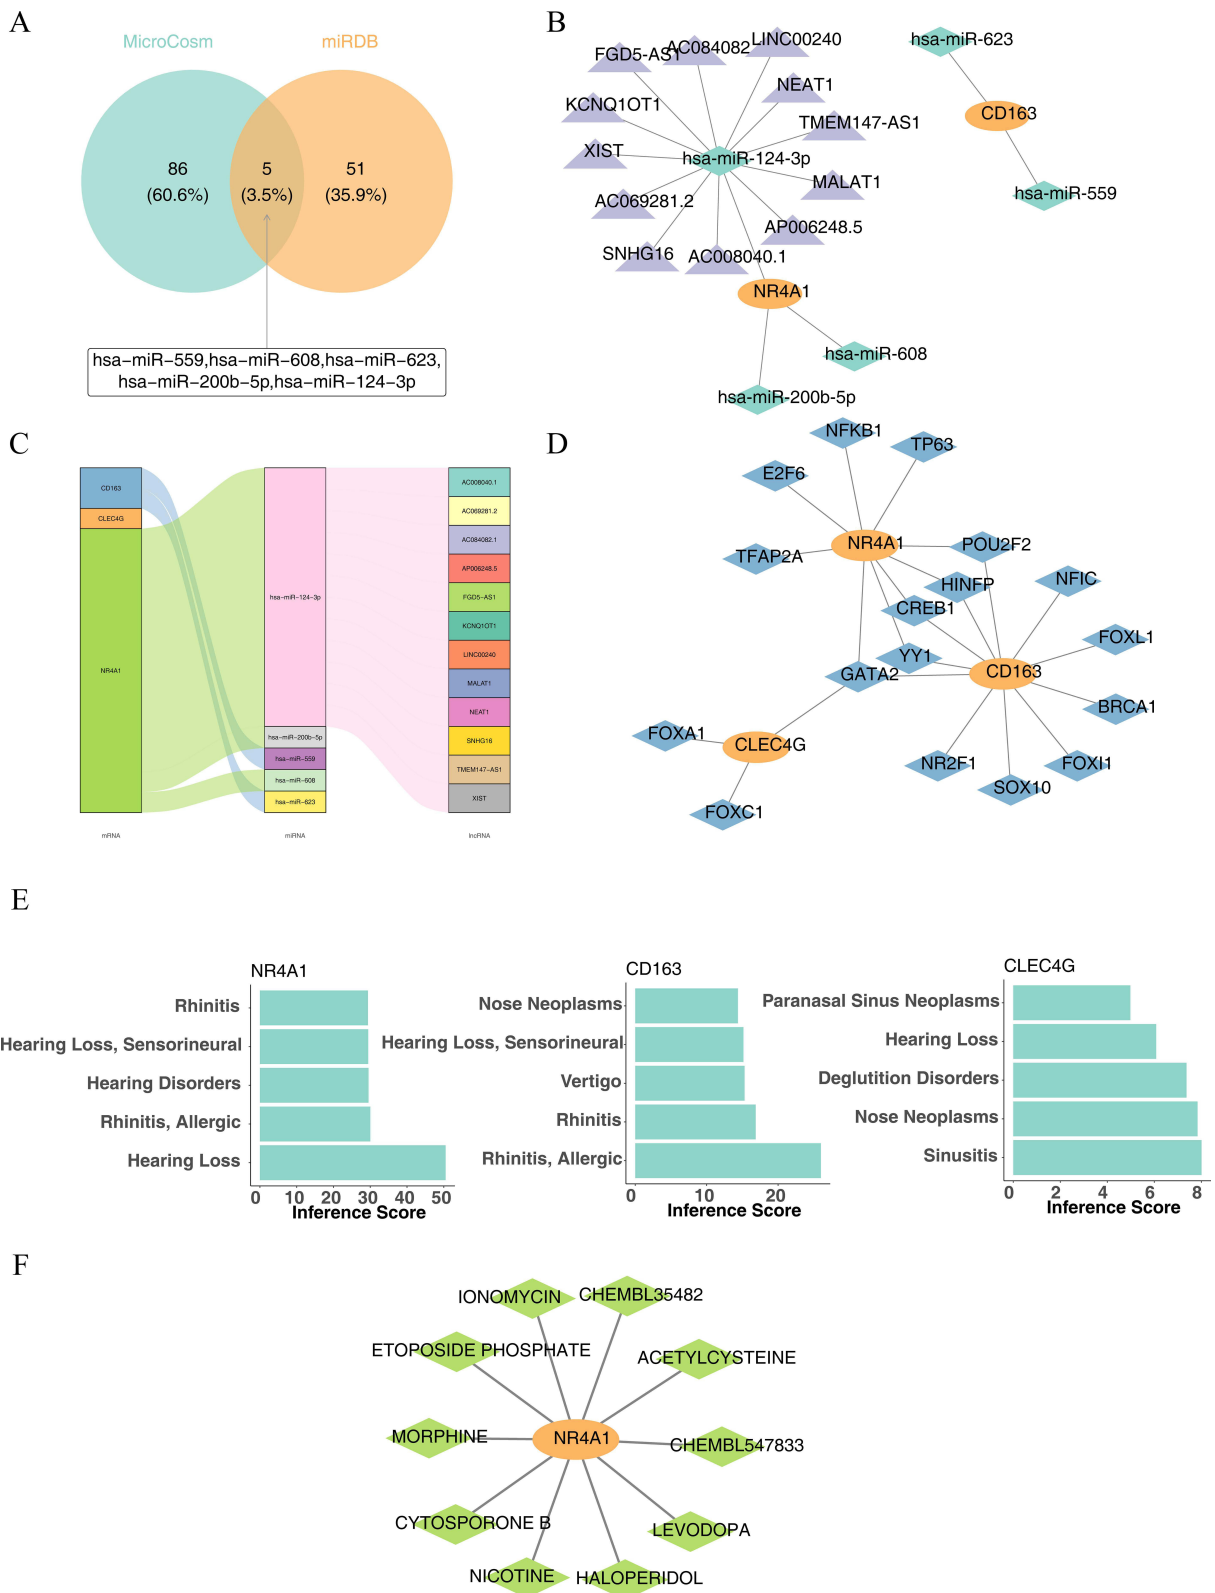 A
MicroCosm
miRDB
86
(60.6%)
5
(3.5%)
51
(35.9%)
hsa−miR−559,hsa−miR−608,hsa−miR−623,
hsa−miR−200b−5p,hsa−miR−124−3p
B
FGD5-AS1
AC084082
LINC00240
KCNQ1OT1
NEAT1
TMEM147-AS1
XIST
hsa-miR-124-3p
MALAT1
AC069281.2
AP006248.5
SNHG16
AC008040.1
NR4A1
hsa-miR-608
hsa-miR-200b-5p
hsa-miR-623
CD163
hsa-miR-559
C
CD163
CLEC4G
NR4A1
mRNA
hsa−miR−124−3p
hsa−miR−200b−5p
hsa−miR−559
hsa−miR−608
hsa−miR−623
miRNA
AC008040.1
AC069281.2
AC084082.1
AP006248.5
FGD5−AS1
KCNQ1OT1
LINC00240
MALAT1
NEAT1
SNHG16
TMEM147−AS1
XIST
lncRNA
D
NFKB1
TP63
E2F6
NR4A1
POU2F2
TFAP2A
HINFP
NFIC
CREB1
FOXL1
YY1
GATA2
CD163
BRCA1
FOXA1
CLEC4G
NR2F1
FOXI1
SOX10
FOXC1
E
NR4A1
Rhinitis
Hearing Loss, Sensorineural
Hearing Disorders
Rhinitis, Allergic
Hearing Loss
0 10 20 30 40 50
Inference Score
CD163
Nose Neoplasms
Hearing Loss, Sensorineural
Vertigo
Rhinitis
Rhinitis, Allergic
0 10 20
Inference Score
CLEC4G
Paranasal Sinus Neoplasms
Hearing Loss
Deglutition Disorders
Nose Neoplasms
Sinusitis
0 2 4 6 8
Inference Score
F
IONOMYCIN
CHEMBL35482
ETOPOSIDE PHOSPHATE
ACETYLCYSTEINE
MORPHINE
NR4A1
CHEMBL547833
CYTOSPORONE B
LEVODOPA
NICOTINE
HALOPERIDOL